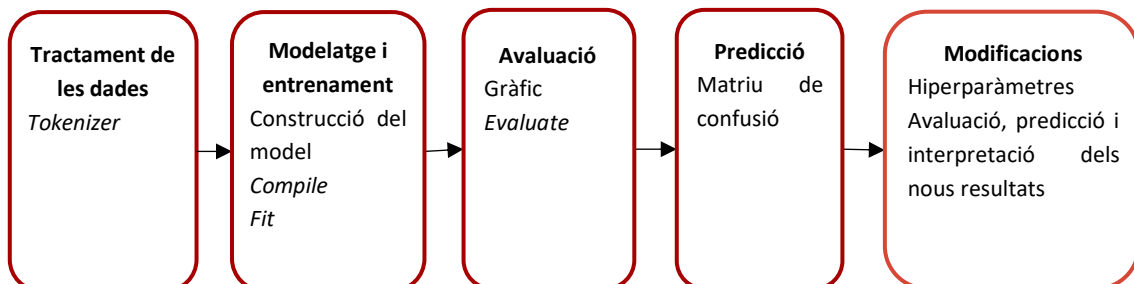 Tractament de
les dades
Tokenizer
Modelatge i
entrenament
Construcció del
model
Compile
Fit
Avaluació
Gràfic
Evaluate
Predicció
Matriu de
confusió
Modificacions
Hiperparàmetres
Avaluació, predicció i
interpretació dels
nous resultats